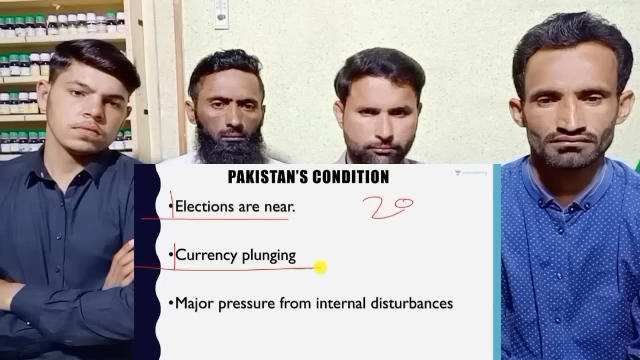 PAKISTAN'S CONDITION
•Elections are near.
20
•Currency plunging
•Major pressure from internal disturbances